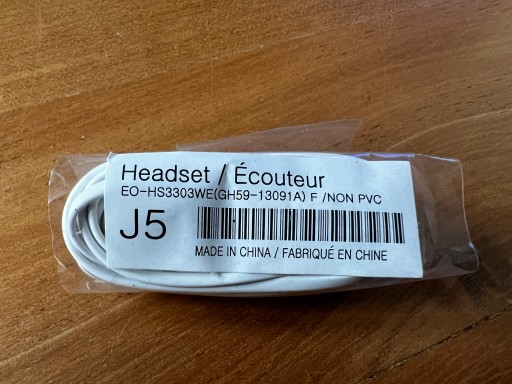 Headset / Écouteur
EO-HS3303WE(GH59-13091A) F /NON PVC
J5
MADE IN CHINA / FABRIQUÉ EN CHINE